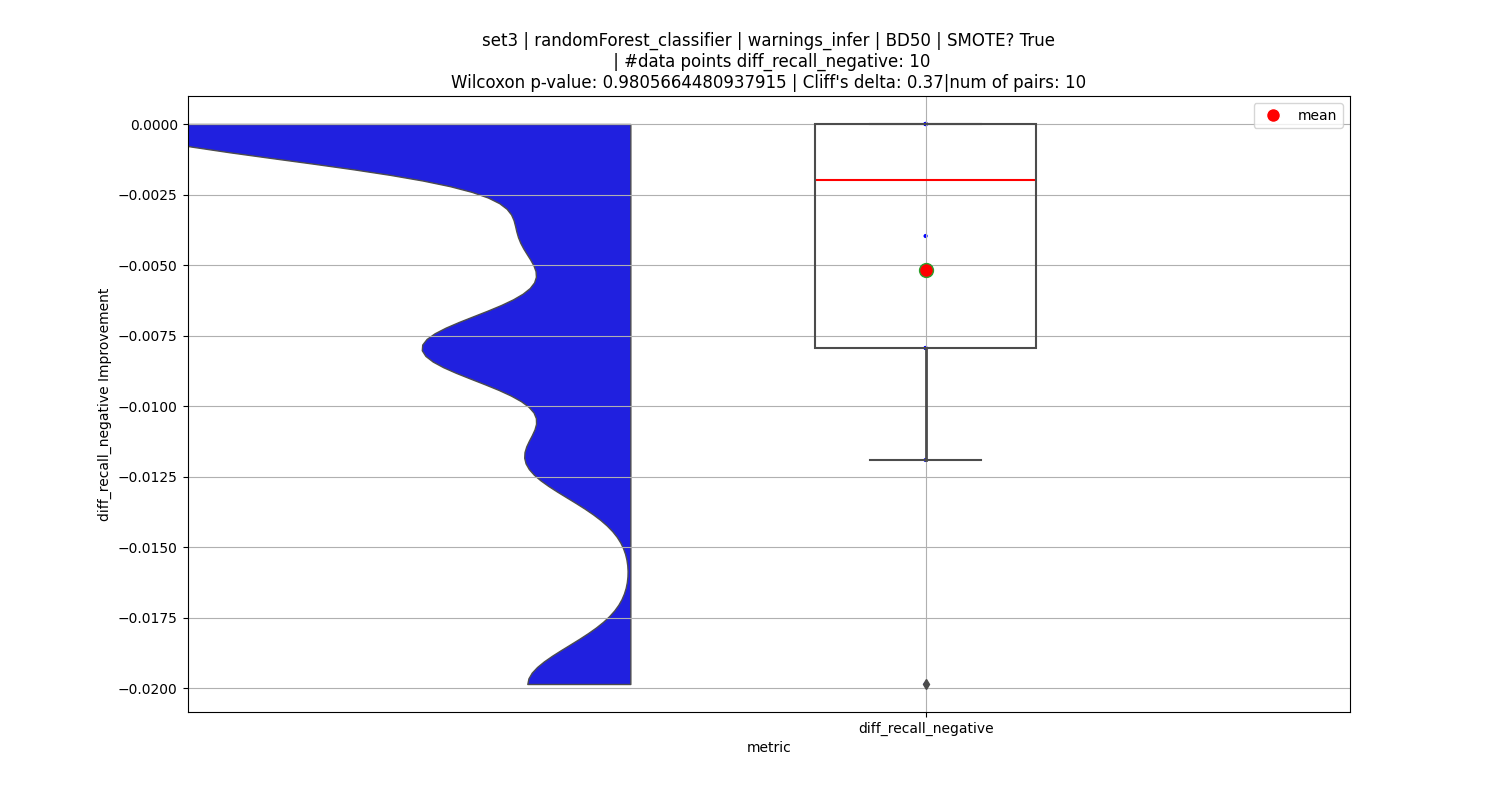 set3 | randomForest_classifier | warnings_infer | BD50 | SMOTE? True
| #data points diff_recall_negative: 10
Wilcoxon p-value: 0.9805664480937915 | Cliff's delta: 0.37|num of pairs: 10
mean
0.0000
−0.0025
−0.0050
−0.0075
−0.0100
−0.0125
−0.0150
−0.0175
−0.0200
diff_recall_negative Improvement
diff_recall_negative
metric